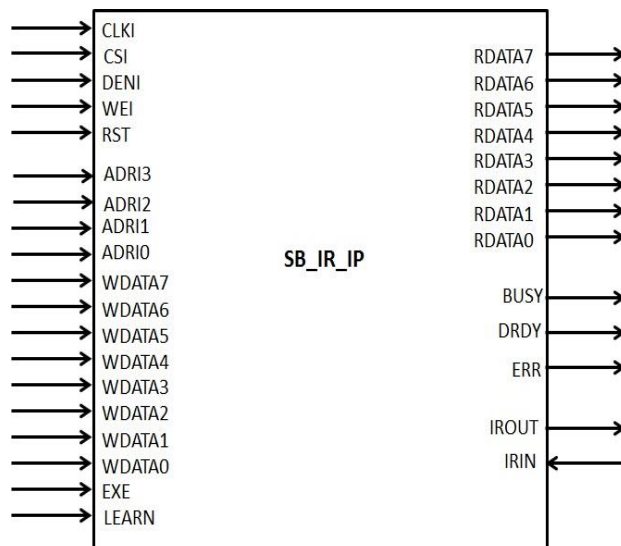 CLKI
CSI
DENI
WEI
RST
ADRI3
ADRI2
ADRI1
ADRI0
WDATA7
WDATA6
WDATA5
WDATA4
WDATA3
WDATA2
WDATA1
WDATA0
EXE
LEARN
SB_IR_IP
RDATA7
RDATA6
RDATA5
RDATA4
RDATA3
RDATA2
RDATA1
RDATA0
BUSY
DRDY
ERR
IROUT
IRIN